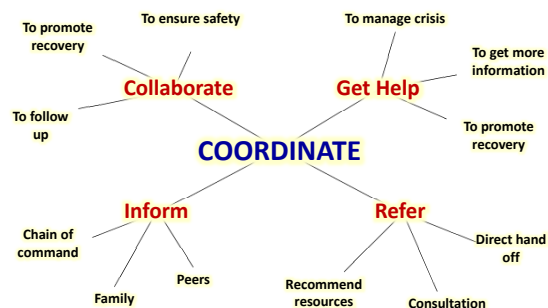 To promote
recovery
To ensure safety
To manage crisis
To get more
information
Collaborate
Get Help
To follow
up
To promote
recovery
COORDINATE
Inform
Refer
Chain of
command
Direct hand
off
Peers
Family
Recommend
resources
Consultation